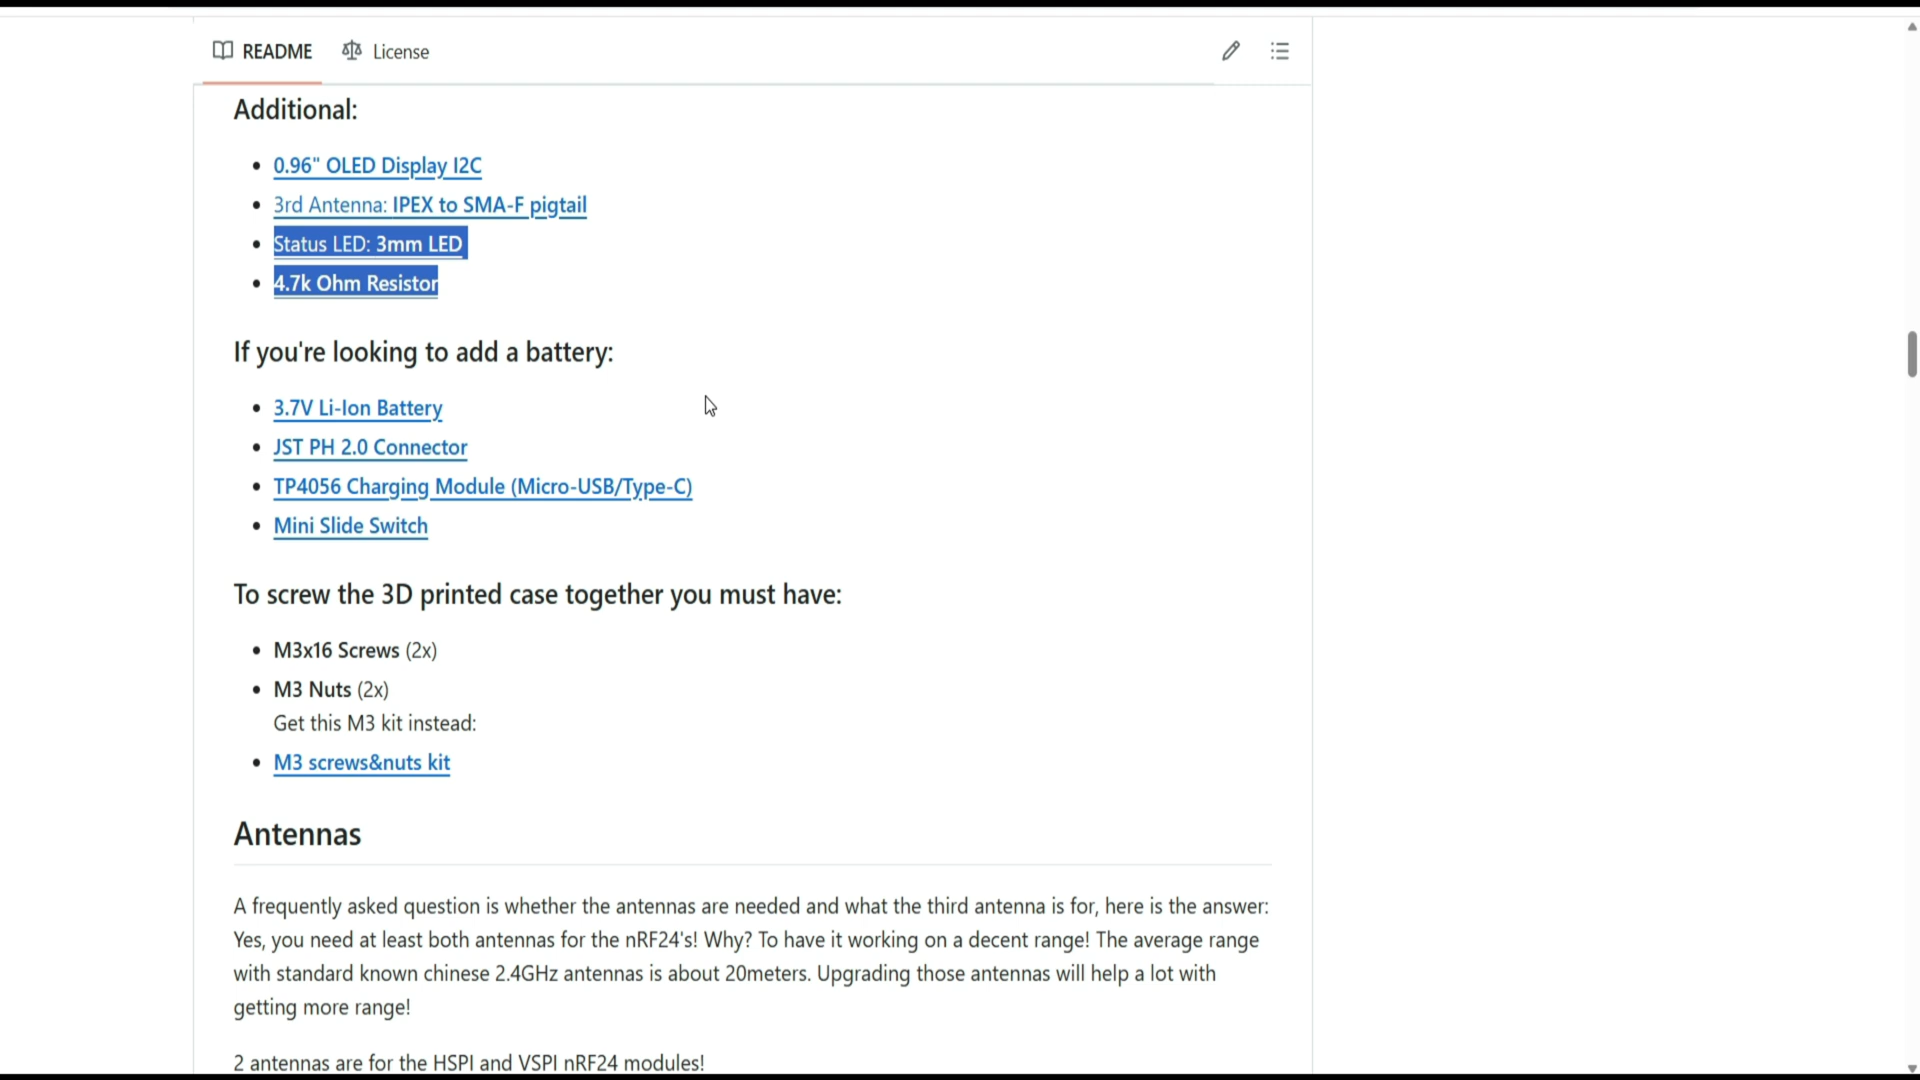 README
License
Additional:
0.96" OLED Display I2C
3rd Antenna: IPEX to SMA-F pigtail
Status LED: 3mm LED
4.7k Ohm Resistor
If you're looking to add a battery:
3.7V Li-Ion Battery
JST PH 2.0 Connector
TP4056 Charging Module (Micro-USB/Type-C)
Mini Slide Switch
To screw the 3D printed case together you must have:
M3x16 Screws (2x)
M3 Nuts (2x)
Get this M3 kit instead:
M3 screws&nuts kit
Antennas
A frequently asked question is whether the antennas are needed and what the third antenna is for, here is the answer:
Yes, you need at least both antennas for the nRF24's! Why? To have it working on a decent range! The average range
with standard known chinese 2.4GHz antennas is about 20meters. Upgrading those antennas will help a lot with
getting more range!
2 antennas are for the HSPI and VSPI nRF24 modules!